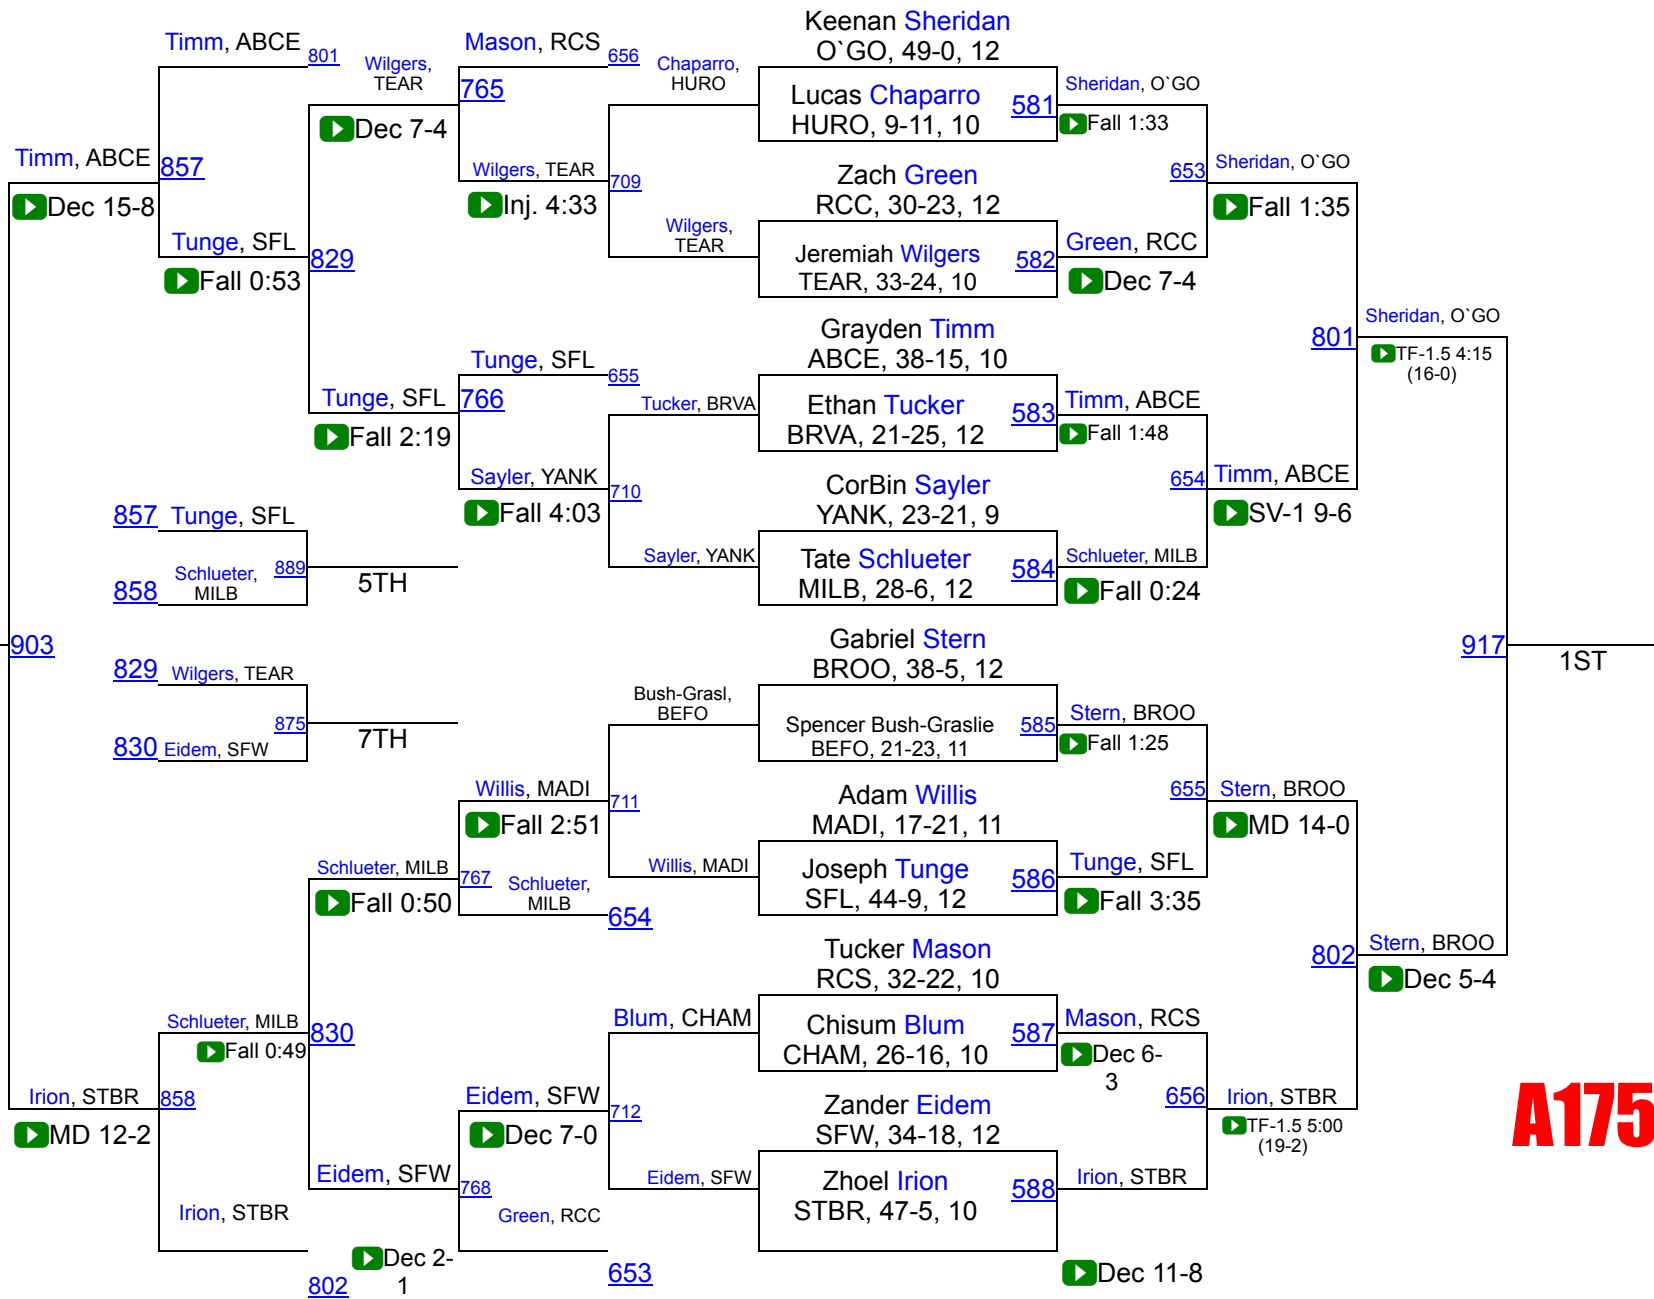 Keenan Sheridan
O`GO, 49-0, 12
Timm, ABCE
801
Wilgers,
TEAR
Mason, RCS
656
Chaparro,
HURO
765
Lucas Chaparro
HURO, 9-11, 10
581
Sheridan, O`GO
Fall 1:33
Dec 7-4
Timm, ABCE
857
Dec 15-8
Wilgers, TEAR
709
Inj. 4:33
Zach Green
RCC, 30-23, 12
653
Sheridan, O`GO
Fall 1:35
Tunge, SFL
829
Fall 0:53
Wilgers,
TEAR
Jeremiah Wilgers
TEAR, 33-24, 10
582
Green, RCC
Dec 7-4
Grayden Timm
ABCE, 38-15, 10
801
Sheridan, O`GO
TF-1.5 4:15
(16-0)
Tunge, SFL
655
Tunge, SFL
766
Fall 2:19
Tucker, BRVA
Ethan Tucker
BRVA, 21-25, 12
583
Timm, ABCE
Fall 1:48
Sayler, YANK
710
Fall 4:03
CorBin Sayler
YANK, 23-21, 9
654
Timm, ABCE
SV-1 9-6
857
Tunge, SFL
Schlueter,
MILB
889
858
5TH
Sayler, YANK
Tate Schlueter
MILB, 28-6, 12
584
Schlueter, MILB
Fall 0:24
903
Gabriel Stern
BROO, 38-5, 12
917
1ST
829
Wilgers, TEAR
875
830
Eidem, SFW
7TH
Bush-Grasl,
BEFO
Spencer Bush-Graslie
BEFO, 21-23, 11
585
Stern, BROO
Fall 1:25
Willis, MADI
711
Fall 2:51
Adam Willis
MADI, 17-21, 11
655
Stern, BROO
MD 14-0
Schlueter, MILB
767
Fall 0:50
Schlueter,
MILB
654
Willis, MADI
Joseph Tunge
SFL, 44-9, 12
586
Tunge, SFL
Fall 3:35
Tucker Mason
RCS, 32-22, 10
802
Stern, BROO
Dec 5-4
Schlueter, MILB
830
Fall 0:49
Blum, CHAM
Chisum Blum
CHAM, 26-16, 10
587
Mason, RCS
Dec 6-
3
Irion, STBR
858
MD 12-2
Eidem, SFW
712
Dec 7-0
Zander Eidem
SFW, 34-18, 12
656
Irion, STBR
TF-1.5 5:00
(19-2)
A175
Eidem, SFW
768
Eidem, SFW
Zhoel Irion
STBR, 47-5, 10
588
Irion, STBR
Irion, STBR
802
Dec 2-
1
Green, RCC
653
Dec 11-8